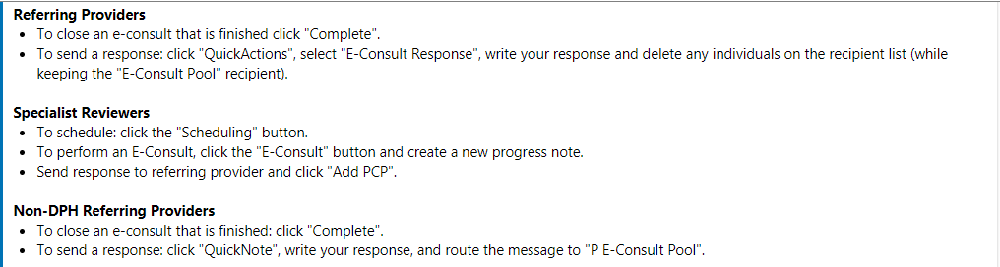 Referring Providers
• To close an e-consult that is finished click "Complete".
• To send a response: click "QuickActions", select "E-Consult Response", write your response and delete any individuals on the recipient list (while
keeping the "E-Consult Pool" recipient).
Specialist Reviewers
• To schedule: click the "Scheduling" button.
• To perform an E-Consult, click the "E-Consult" button and create a new progress note.
• Send response to referring provider and click "Add PCP".
Non-DPH Referring Providers
• To close an e-consult that is finished: click "Complete".
• To send a response: click "QuickNote", write your response, and route the message to "P E-Consult Pool".